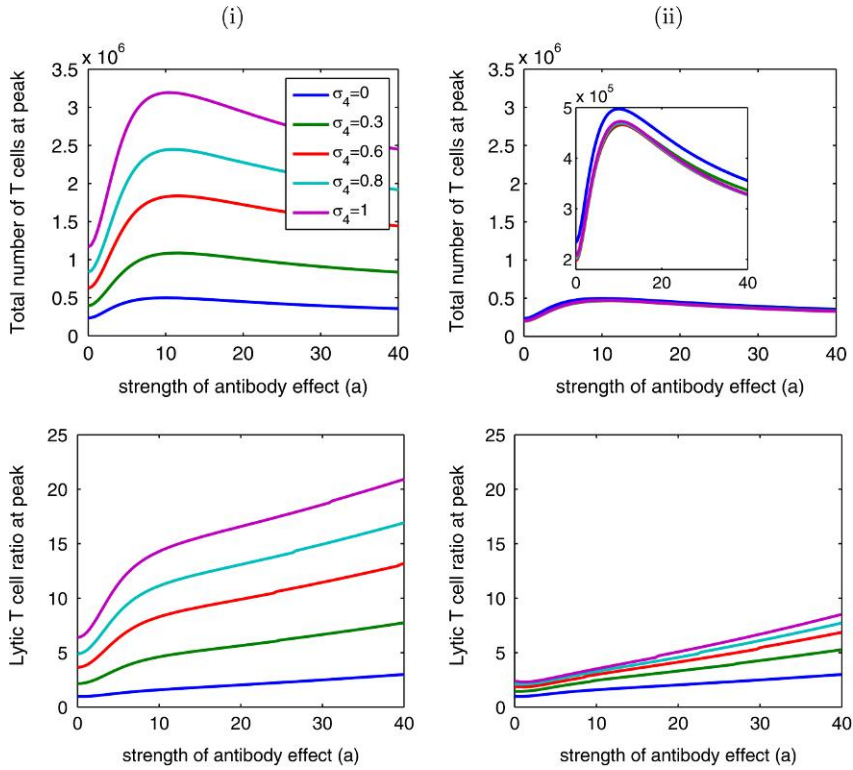 (i)
(ii)
x 10^6
Total number of T cells at peak
3.5
3
2.5
2
1.5
1
0.5
0
0 10 20 30 40
strength of antibody effect (a)
σ4=0
σ4=0.3
σ4=0.6
σ4=0.8
σ4=1
x 10^6
Total number of T cells at peak
3.5
3
2.5
2
1.5
1
0.5
0
0 10 20 30 40
strength of antibody effect (a)
x 10^5
5
4
3
2
0 20 40
Lytic T cell ratio at peak
25
20
15
10
5
0
0 10 20 30 40
strength of antibody effect (a)
Lytic T cell ratio at peak
25
20
15
10
5
0
0 10 20 30 40
strength of antibody effect (a)